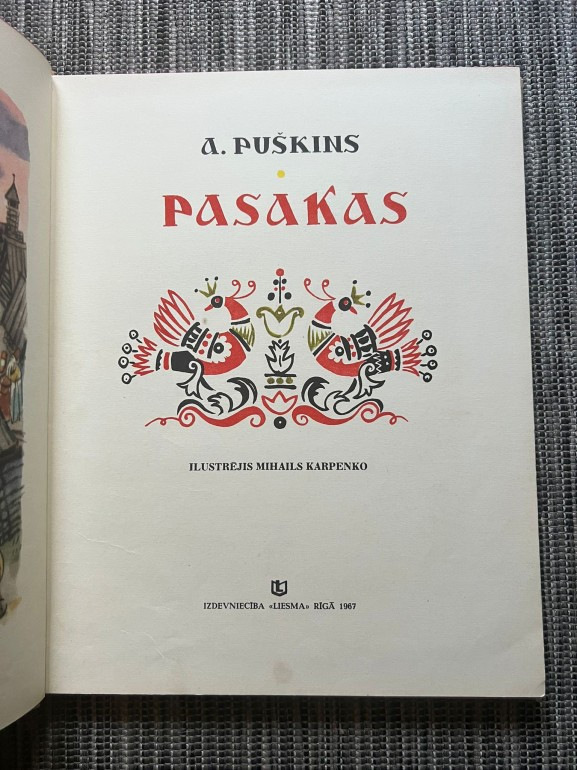 A. PUŠKINS
PASAKAS
ILUSTRĒJIS MIHAILS KARPENKO
IZDEVNIECĪBA «LIESMA» RĪGĀ 1967